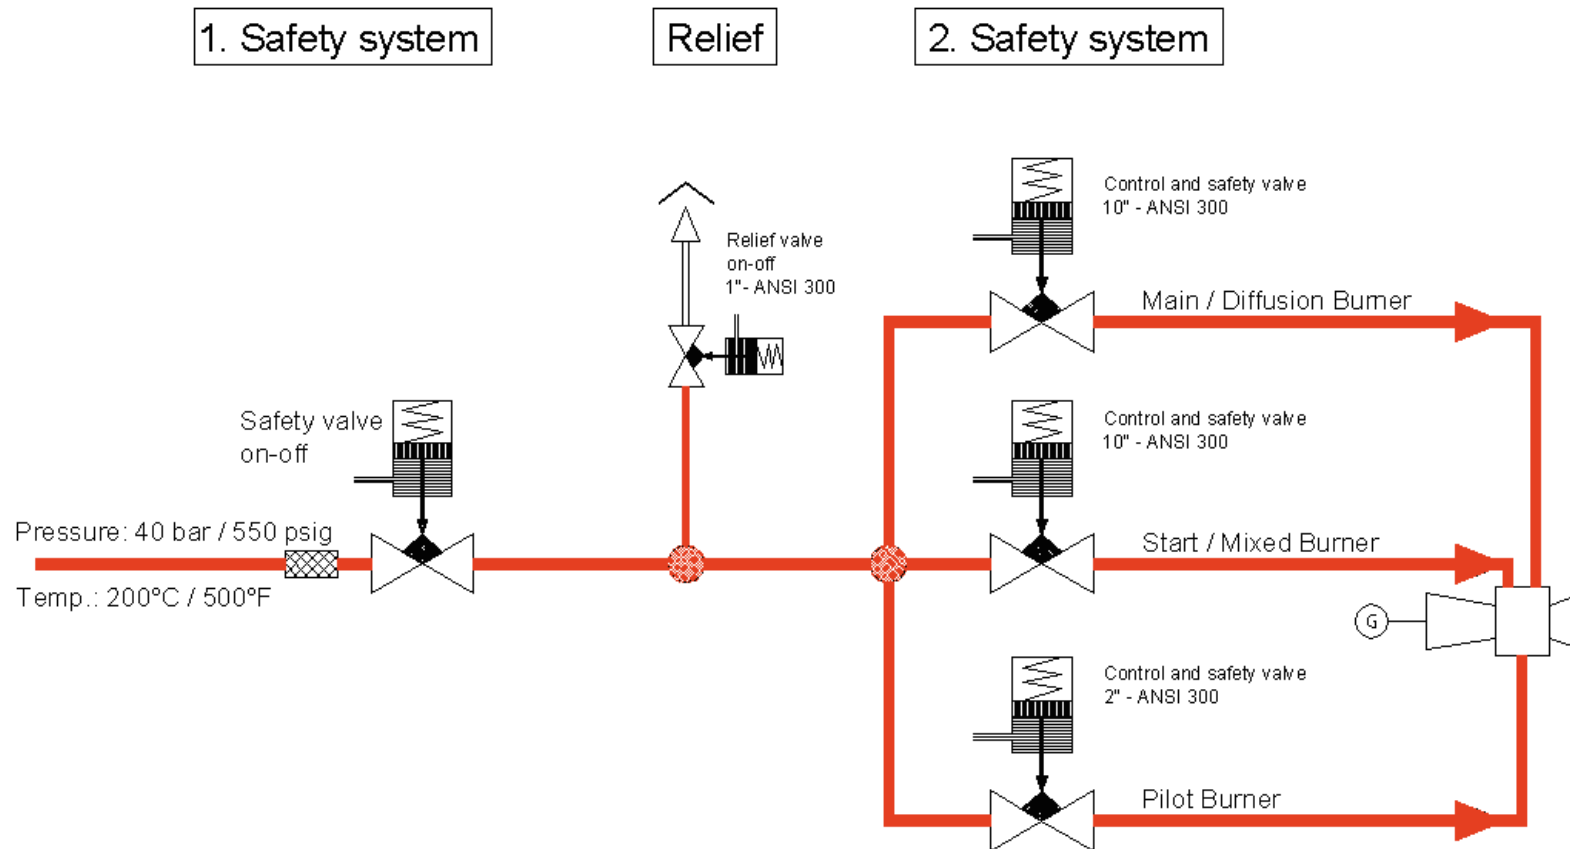 1. Safety system
Relief
2. Safety system
Control and safety valve
10" - ANSI 300
Relief valve
on-off
1"- ANSI 300
Main / Diffusion Burner
Safety valve
on-off
Control and safety valve
10" - ANSI 300
Pressure: 40 bar / 550 psig
Start / Mixed Burner
Temp.: 200°C / 500°F
G
Control and safety valve
2" - ANSI 300
Pilot Burner